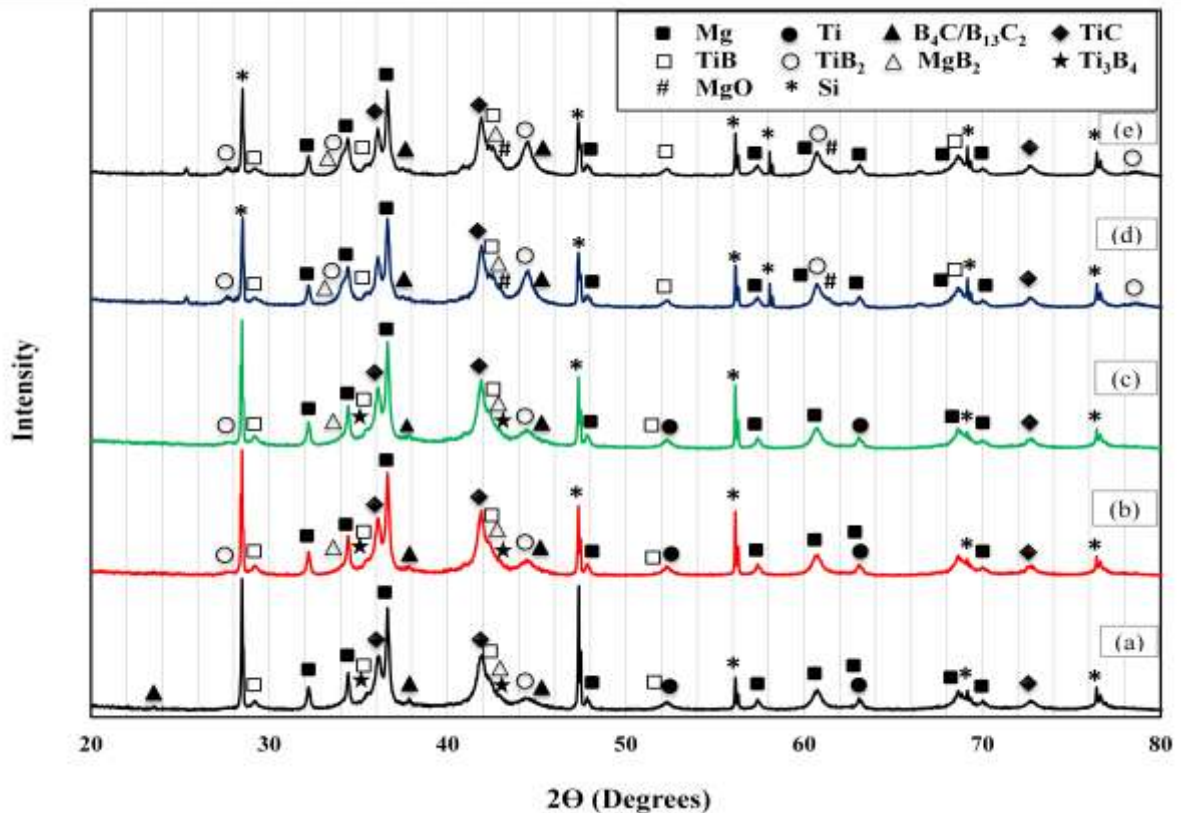 Mg Ti B₄C/B₁₃C₂ TiC
TiB TiB₂ MgB₂ Ti₃B₄
# MgO * Si
(e)
(d)
(c)
(b)
(a)
Intensity
20 30 40 50 60 70 80
2Θ (Degrees)